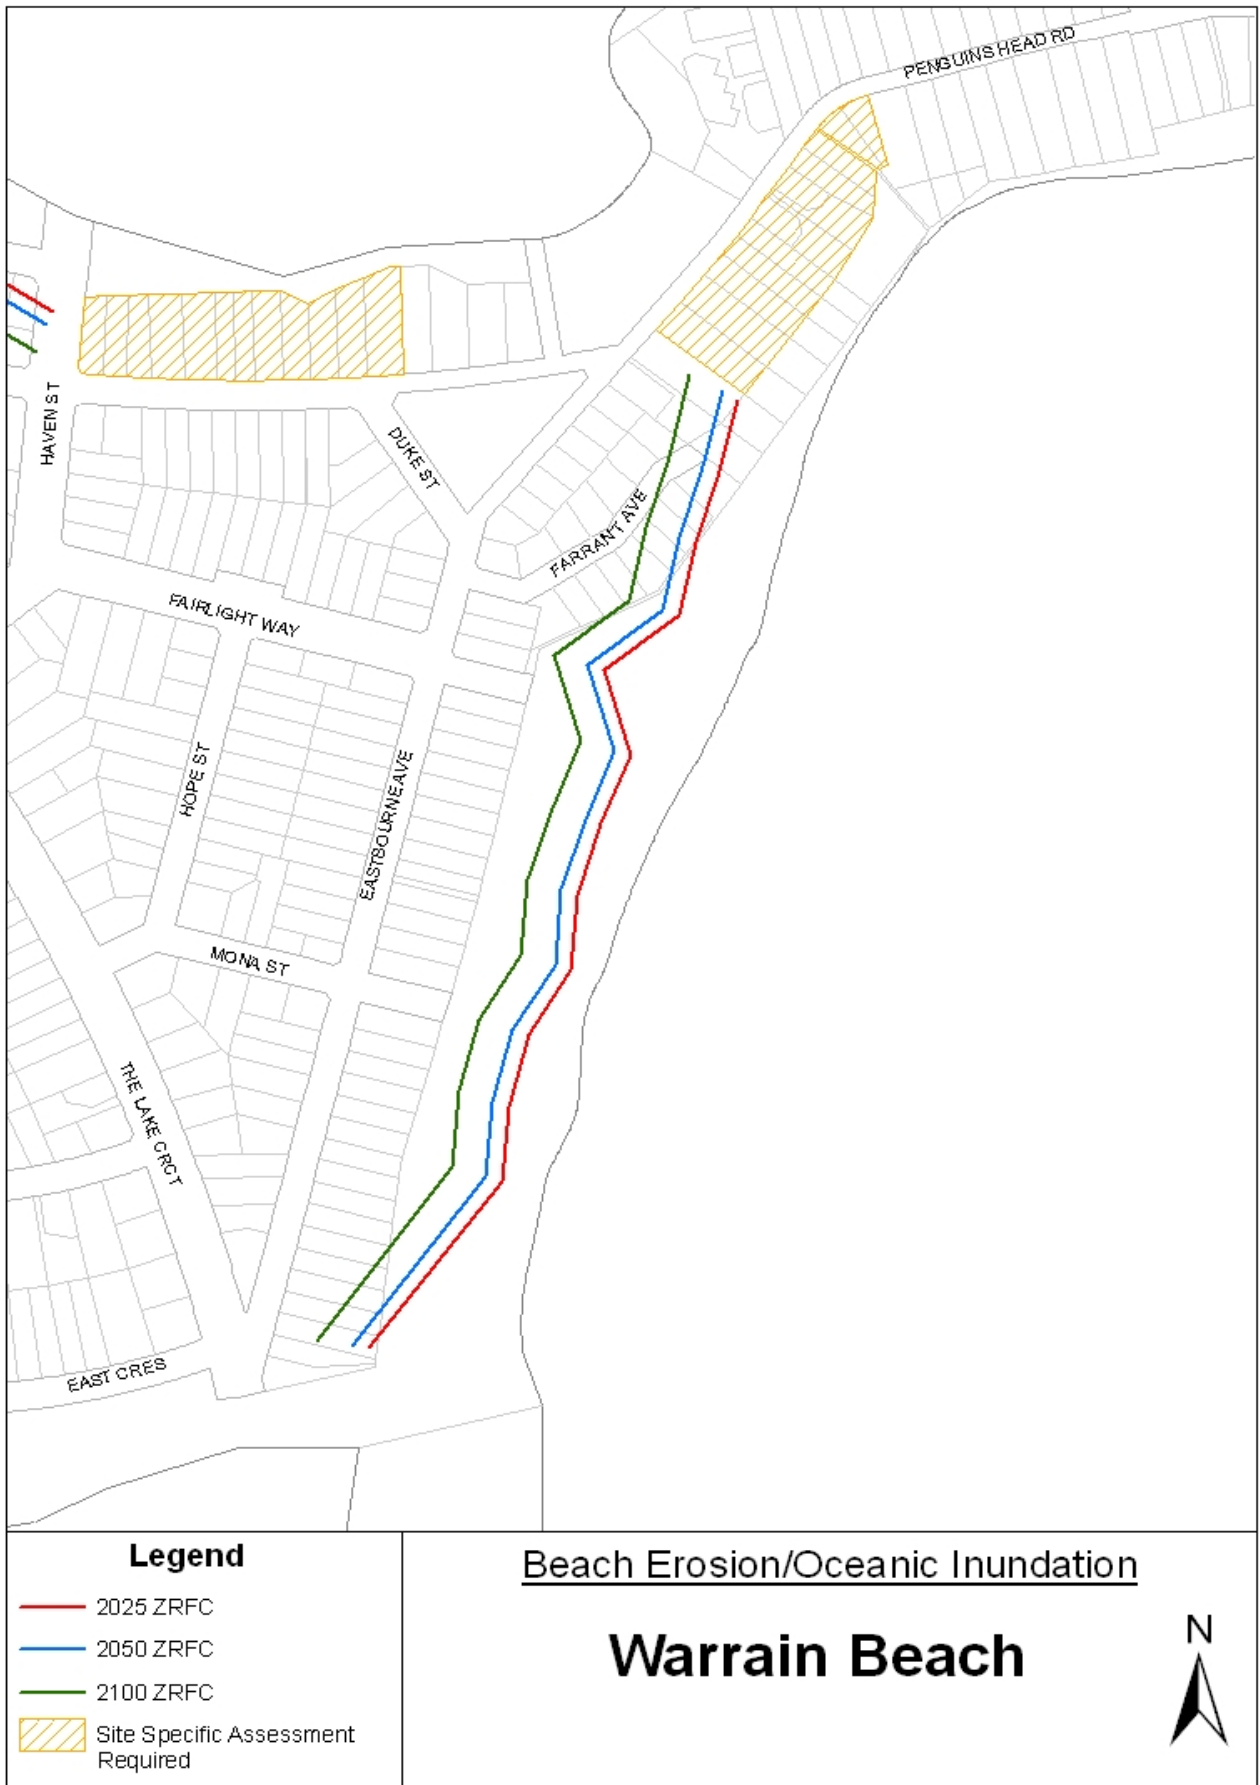 PENGUINS HEAD RD
HAVEN ST
DUKE ST
FARRANT AVE
FAIRLIGHT WAY
HOPE ST
EASTBOURNE AVE
MONA ST
THE LAKE CRCT
EAST CRES
Legend
2025 ZRFC
2050 ZRFC
2100 ZRFC
Site Specific Assessment
Required
Beach Erosion/Oceanic Inundation
Warrain Beach
N